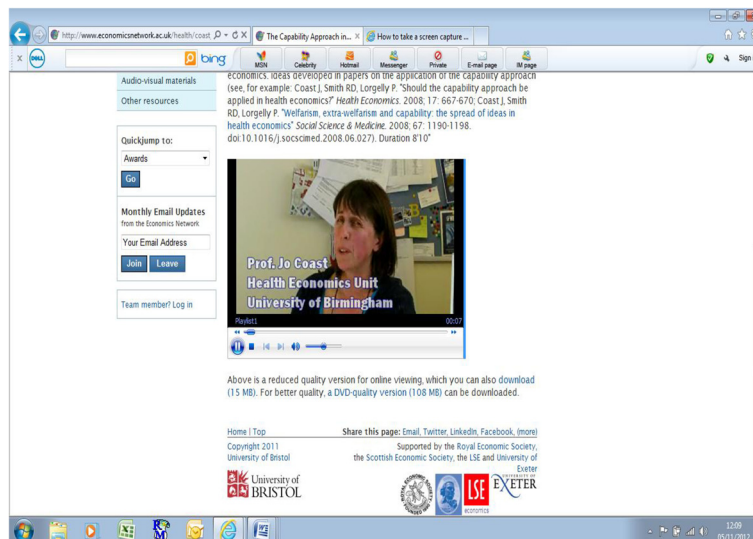 http://www.economicsnetwork.ac.uk/health/coast
The Capability Approach in...
How to take a screen capture ...
DELL
bing
MSN
Celebrity
Hotmail
Messenger
Private
E-mail page
IM page
Sign
Audio-visual materials
Other resources
Quickjump to:
Awards
Go
Monthly Email Updates
from the Economics Network
Your Email Address
Join Leave
Team member? Log in
economics. Ideas developed in papers on the application of the capability approach
(see, for example: Coast J, Smith RD, Lorgelly P. "Should the capability approach be
applied in health economics?" Health Economics. 2008; 17: 667-670; Coast J, Smith
RD, Lorgelly P. "Welfarism, extra-welfarism and capability: the spread of ideas in
health economics" Social Science & Medicine. 2008; 67: 1190-1198.
doi:10.1016/j.socscimed.2008.06.027). Duration 8'10"
Prof. Jo Coast
Health Economics Unit
University of Birmingham
Playlist1 00:07
Above is a reduced quality version for online viewing, which you can also download
(15 MB). For better quality, a DVD-quality version (108 MB) can be downloaded.
Home | Top
Share this page: Email, Twitter, LinkedIn, Facebook, (more)
Copyright 2011
University of Bristol
Supported by the Royal Economic Society,
the Scottish Economic Society, the LSE and University of
Exeter
University of
BRISTOL
LSE
economics
UNIVERSITY OF
EXETER
12:09
05/11/2012